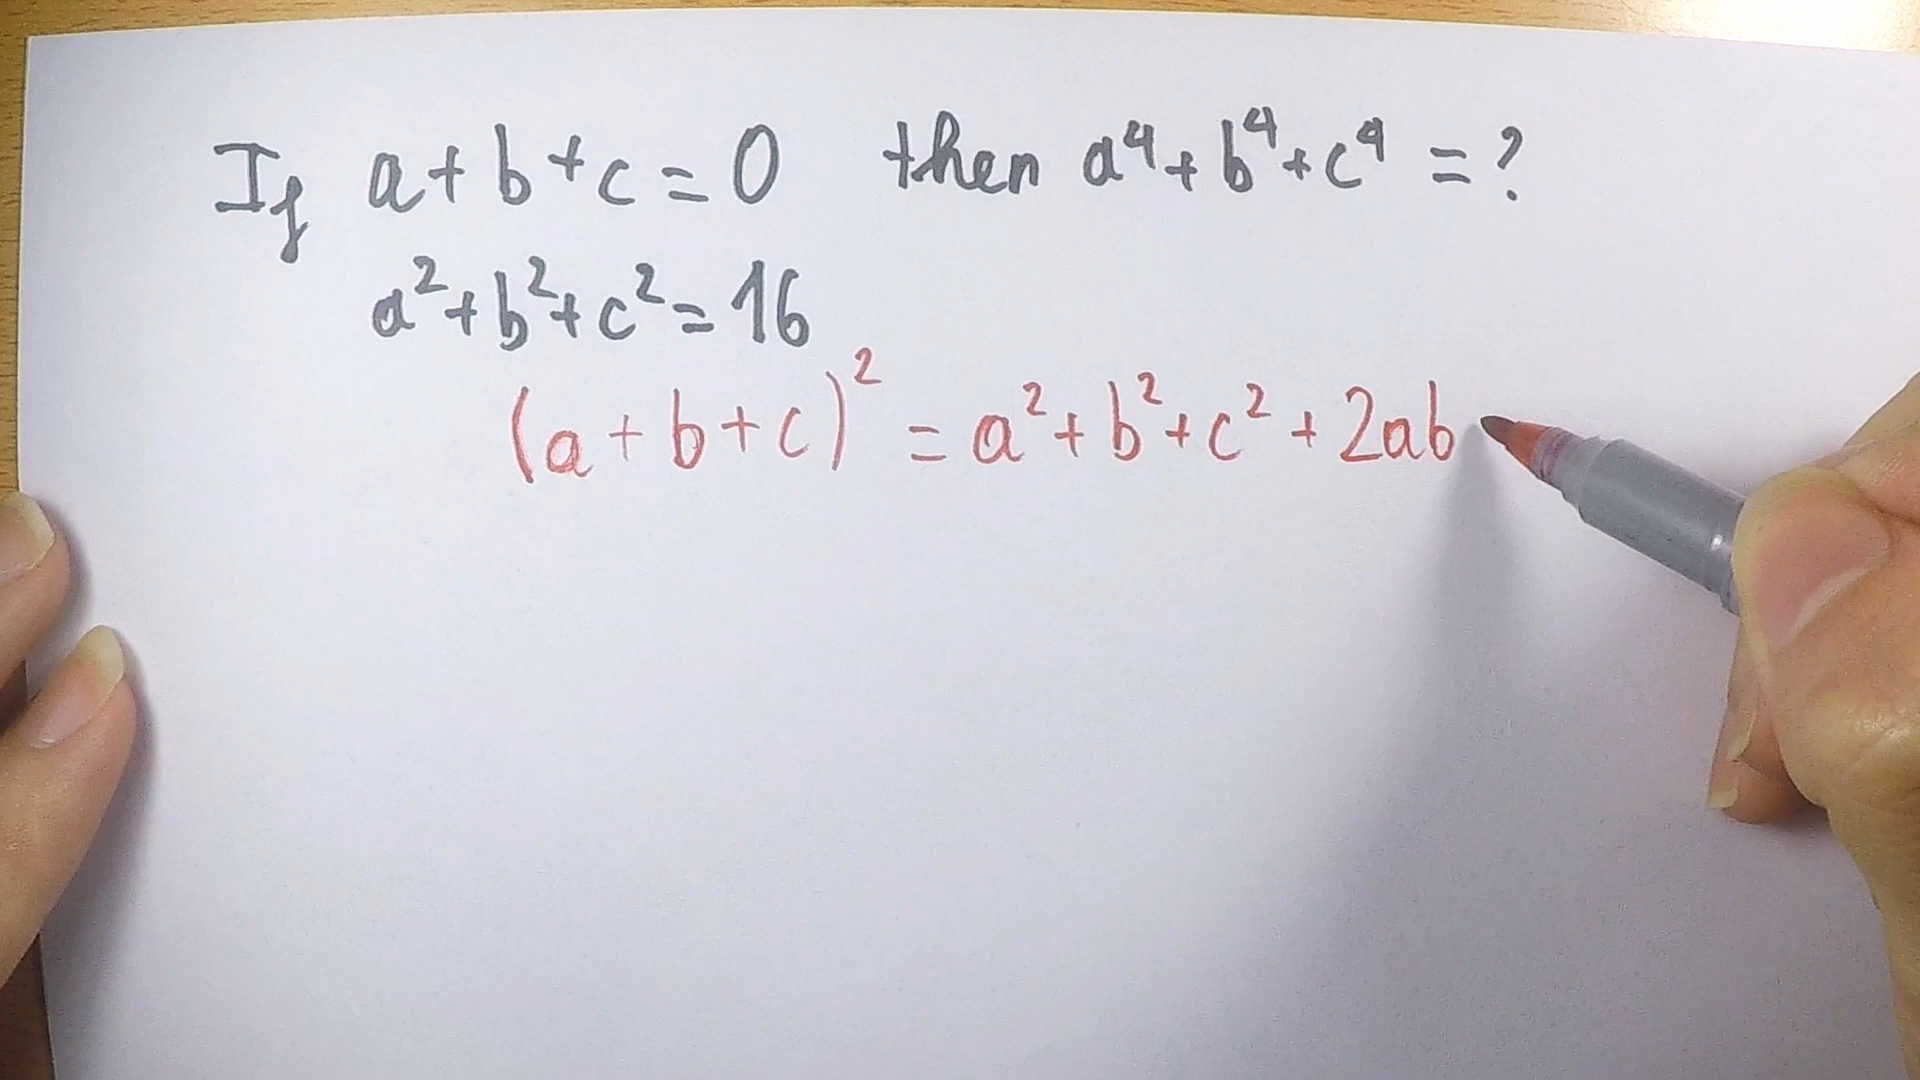 If a+b+c=0 then a⁴+b⁴+c⁴=?
a²+b²+c²=16
(a+b+c)²=a²+b²+c²+2ab